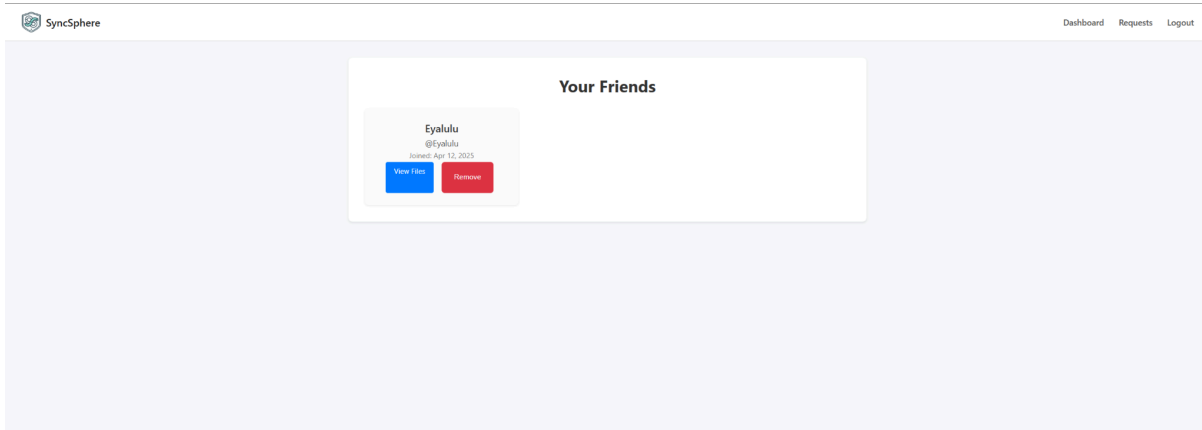 SyncSphere
Dashboard Requests Logout
Your Friends
Eyalulu
@Eyalulu
Joined: Apr 12, 2025
View Files
Remove